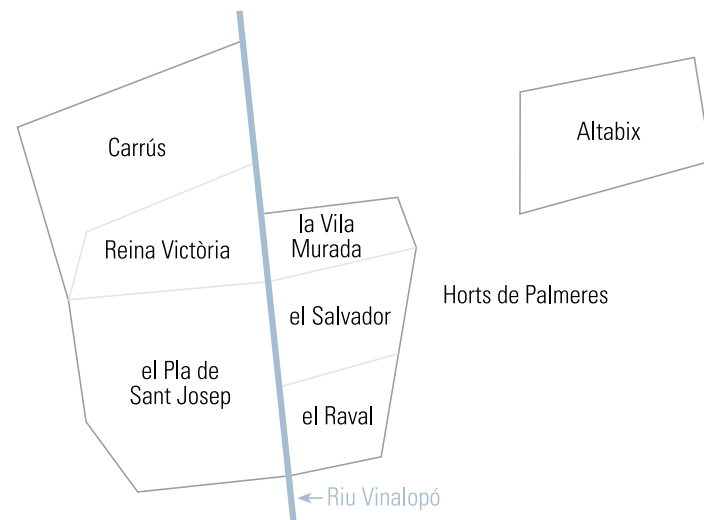 Carrús
Altabix
la Vila
Murada
Reina Victòria
Horts de Palmeres
el Salvador
el Pla de
Sant Josep
el Raval
Riu Vinalopó